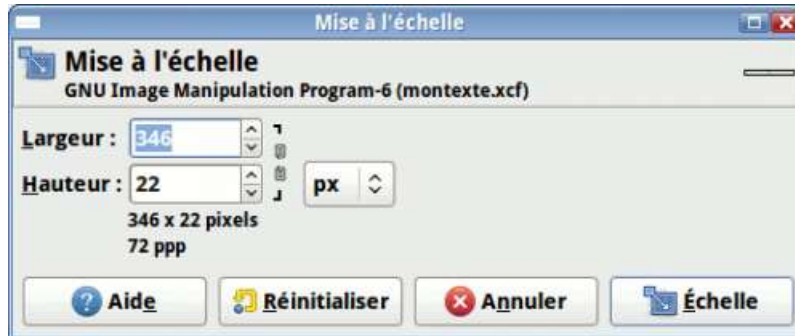 Mise à l'échelle
Mise à l'échelle
GNU Image Manipulation Program-6 (montexte.xcf)
Largeur : 346
Hauteur : 22 px
346 x 22 pixels
72 ppp
Aide Réinitialiser Annuler Échelle